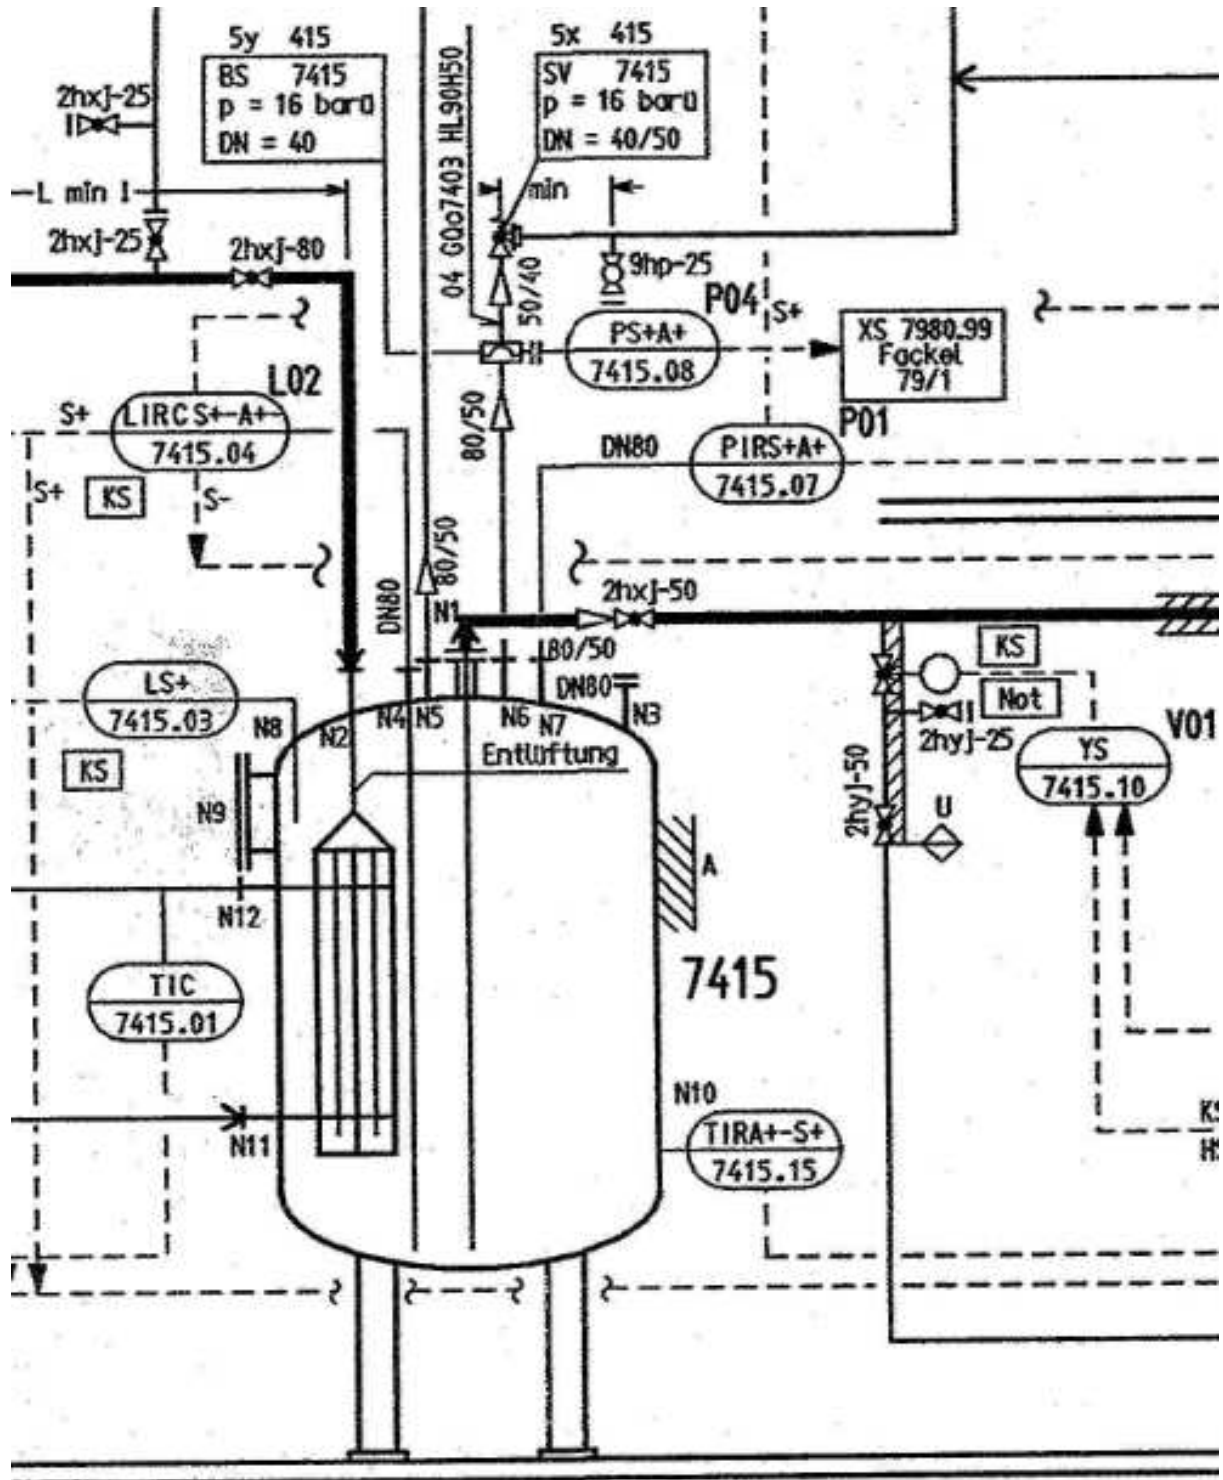 5y 415
BS 7415
p = 16 barü
DN = 40
5x 415
SV 7415
p = 16 barü
DN = 40/50
2hxj-25
L min I
min
04 GQo7403 HL90H50
2hxj-25
2hxj-80
9hp-25
50/40
P04
S+
PS+A+
7415.08
XS 7980.99
Fackel
79/1
L02
S+
LIRCS+-A+-
7415.04
P01
80/50
DN80
PIRS+A+
7415.07
S+
KS
S-
80/50
2hxj-50
DN80
N1
80/50
KS
LS+
7415.03
DN80
Not
N8
N2
N4
N5
N6
N7
N3
2hyj-25
V01
KS
Entlüftung
YS
7415.10
2hyj-50
N9
U
A
N12
7415
TIC
7415.01
N10
TIRA+-S+
7415.15
N11